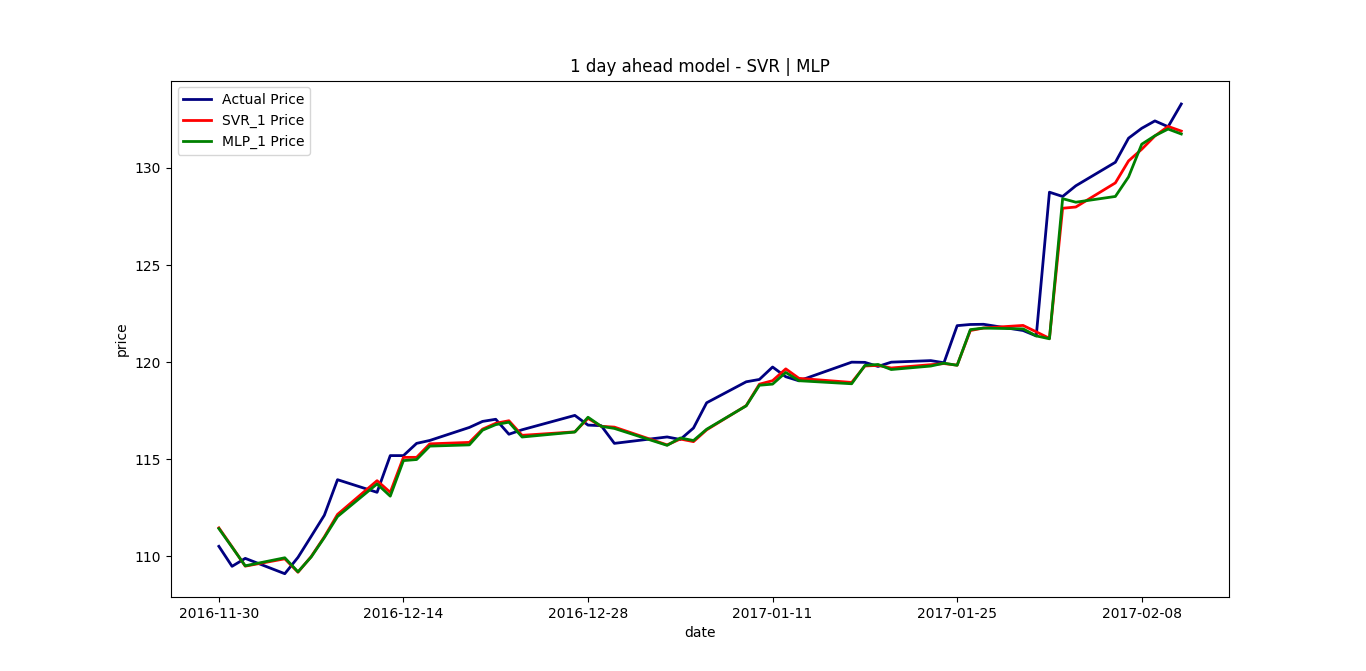 1 day ahead model - SVR | MLP
Actual Price
SVR_1 Price
MLP_1 Price
price
130
125
120
115
110
2016-11-30 2016-12-14 2016-12-28 2017-01-11 2017-01-25 2017-02-08
date